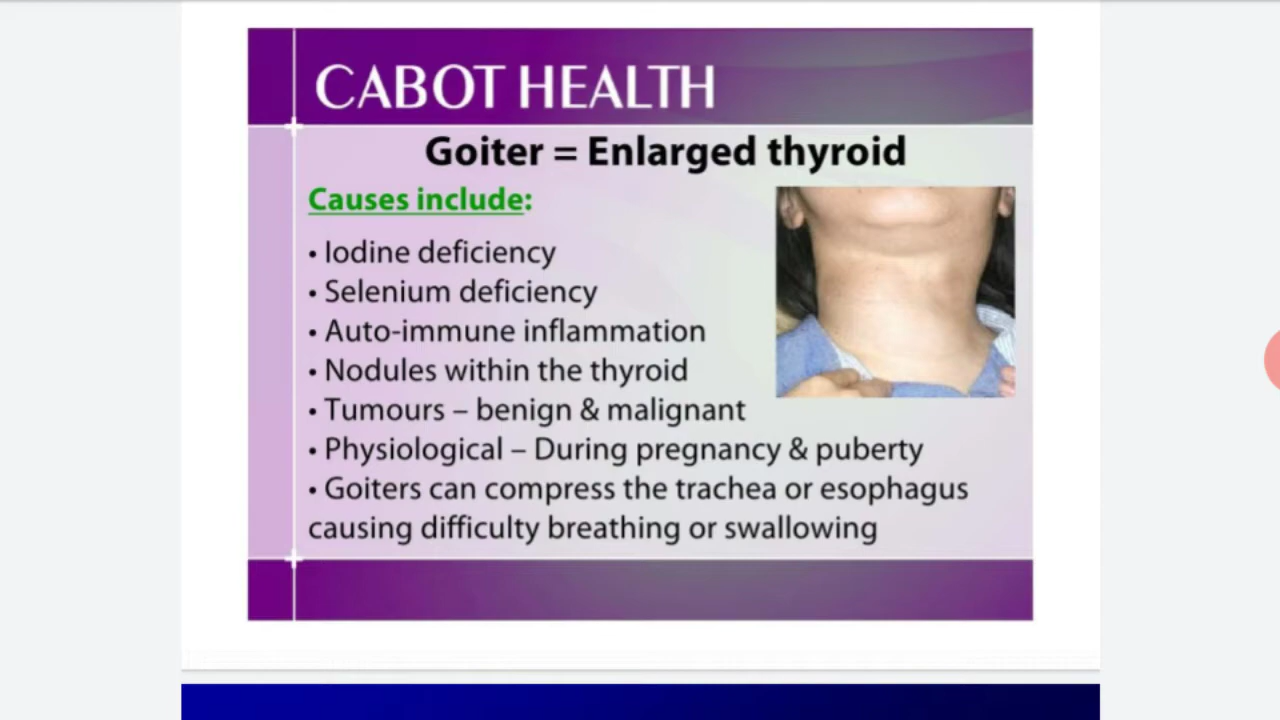 CABOT HEALTH
Goiter = Enlarged thyroid
Causes include:
• Iodine deficiency
• Selenium deficiency
• Auto-immune inflammation
• Nodules within the thyroid
• Tumours – benign & malignant
• Physiological – During pregnancy & puberty
• Goiters can compress the trachea or esophagus
causing difficulty breathing or swallowing